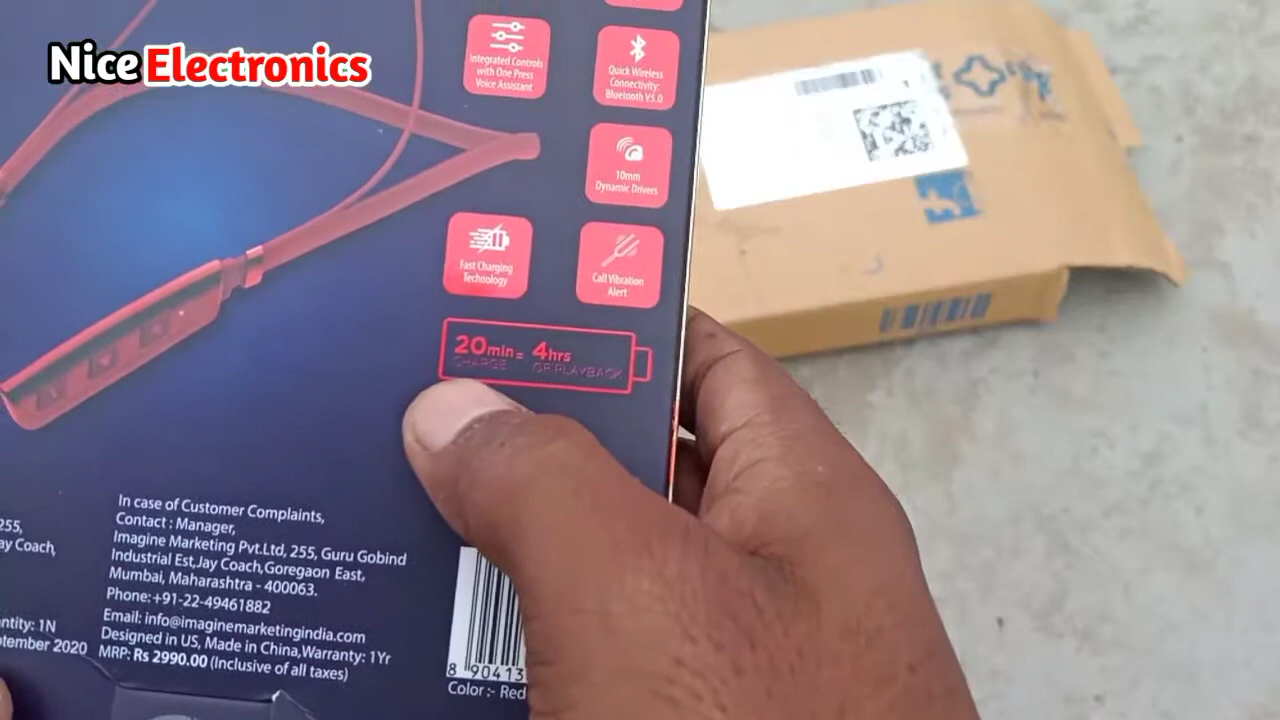 Nice Electronics
Integrated Controls
with One Press
Voice Assistant
Quick Wireless
Connectivity:
Bluetooth V5.0
10mm
Dynamic Drivers
Fast Charging
Technology
Call Vibration
Alert
20min = 4hrs
CHARGE OF PLAYBACK
255,
ay Coach,
ntity: 1N
ptember 2020
In case of Customer Complaints,
Contact : Manager,
Imagine Marketing Pvt.Ltd, 255, Guru Gobind
Industrial Est,Jay Coach,Goregaon East,
Mumbai, Maharashtra - 400063.
Phone:+91-22-49461882
Email: info@imaginemarketingindia.com
Designed in US, Made in China,Warranty: 1Yr
MRP: Rs 2990.00 (Inclusive of all taxes)
8 90413
Color :- Red